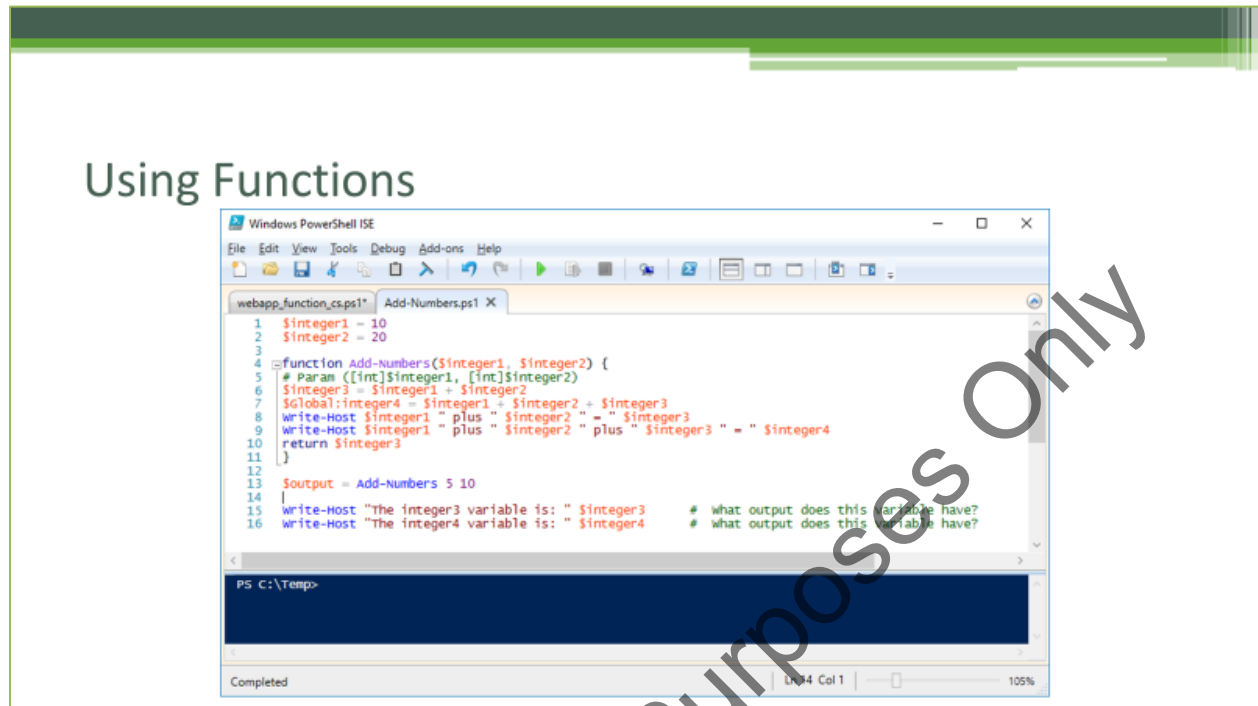 Using Functions
Windows PowerShell ISE
File Edit View Tools Debug Add-ons Help
webapp_function_cs.ps1* Add-Numbers.ps1 X
1 $integer1 = 10
2 $integer2 = 20
3
4 function Add-Numbers($integer1, $integer2) {
5 # Param ([int]$integer1, [int]$integer2)
6 $integer3 = $integer1 + $integer2
7 $Global:integer4 = $integer1 + $integer2 + $integer3
8 Write-Host $integer1 " plus " $integer2 " = " $integer3
9 Write-Host $integer1 " plus " $integer2 " plus " $integer3 " = " $integer4
10 return $integer3
11 }
12
13 $output = Add-Numbers 5 10
14
15 Write-Host "The integer3 variable is: " $integer3 # What output does this variable have?
16 Write-Host "The integer4 variable is: " $integer4 # What output does this variable have?
PS C:\Temp>
Completed Ln 14 Col 1 105%
urposes Only